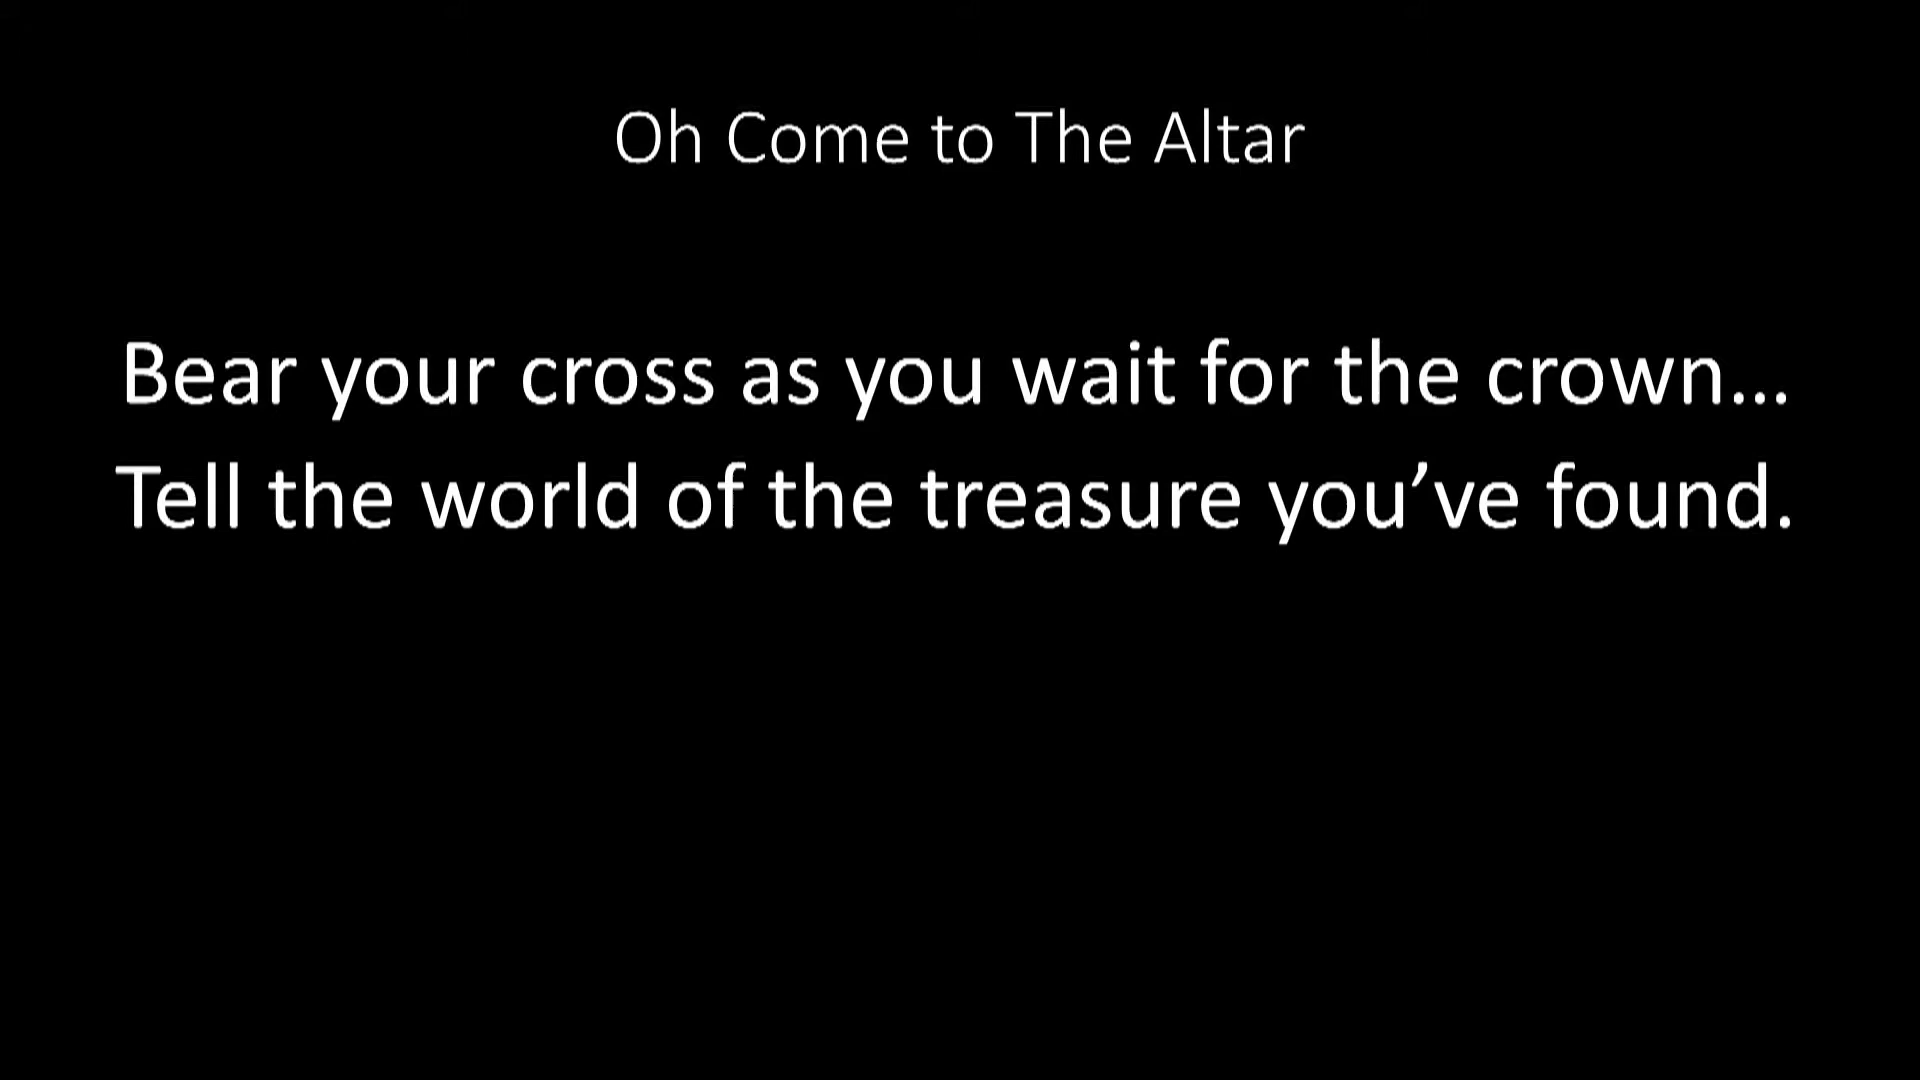 Oh Come to The Altar
Bear your cross as you wait for the crown...
Tell the world of the treasure you’ve found.